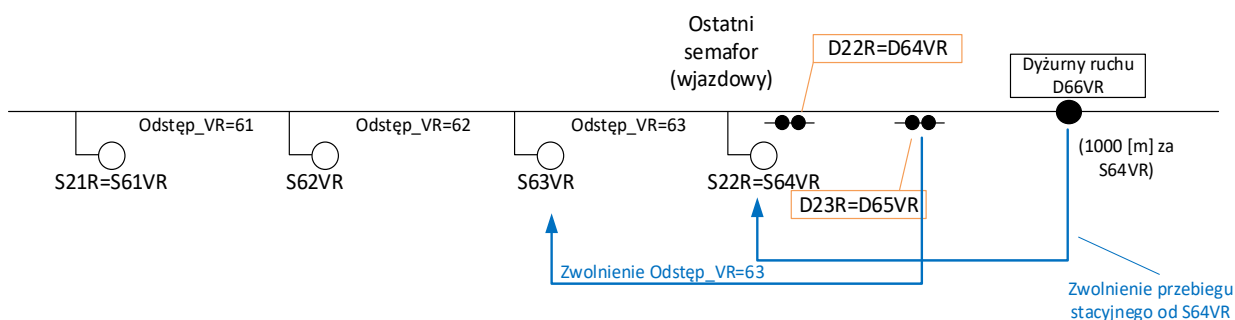 Ostatni
semafor
(wjazdowy)
D22R=D64VR
Dyżurny ruchu
D66VR
Odstęp_VR=61
Odstęp_VR=62
Odstęp_VR=63
(1000 [m] za
S64VR)
S21R=S61VR
S62VR
S63VR
S22R=S64VR
D23R=D65VR
Zwolnienie Odstęp_VR=63
Zwolnienie przebiegu
stacyjnego od S64VR